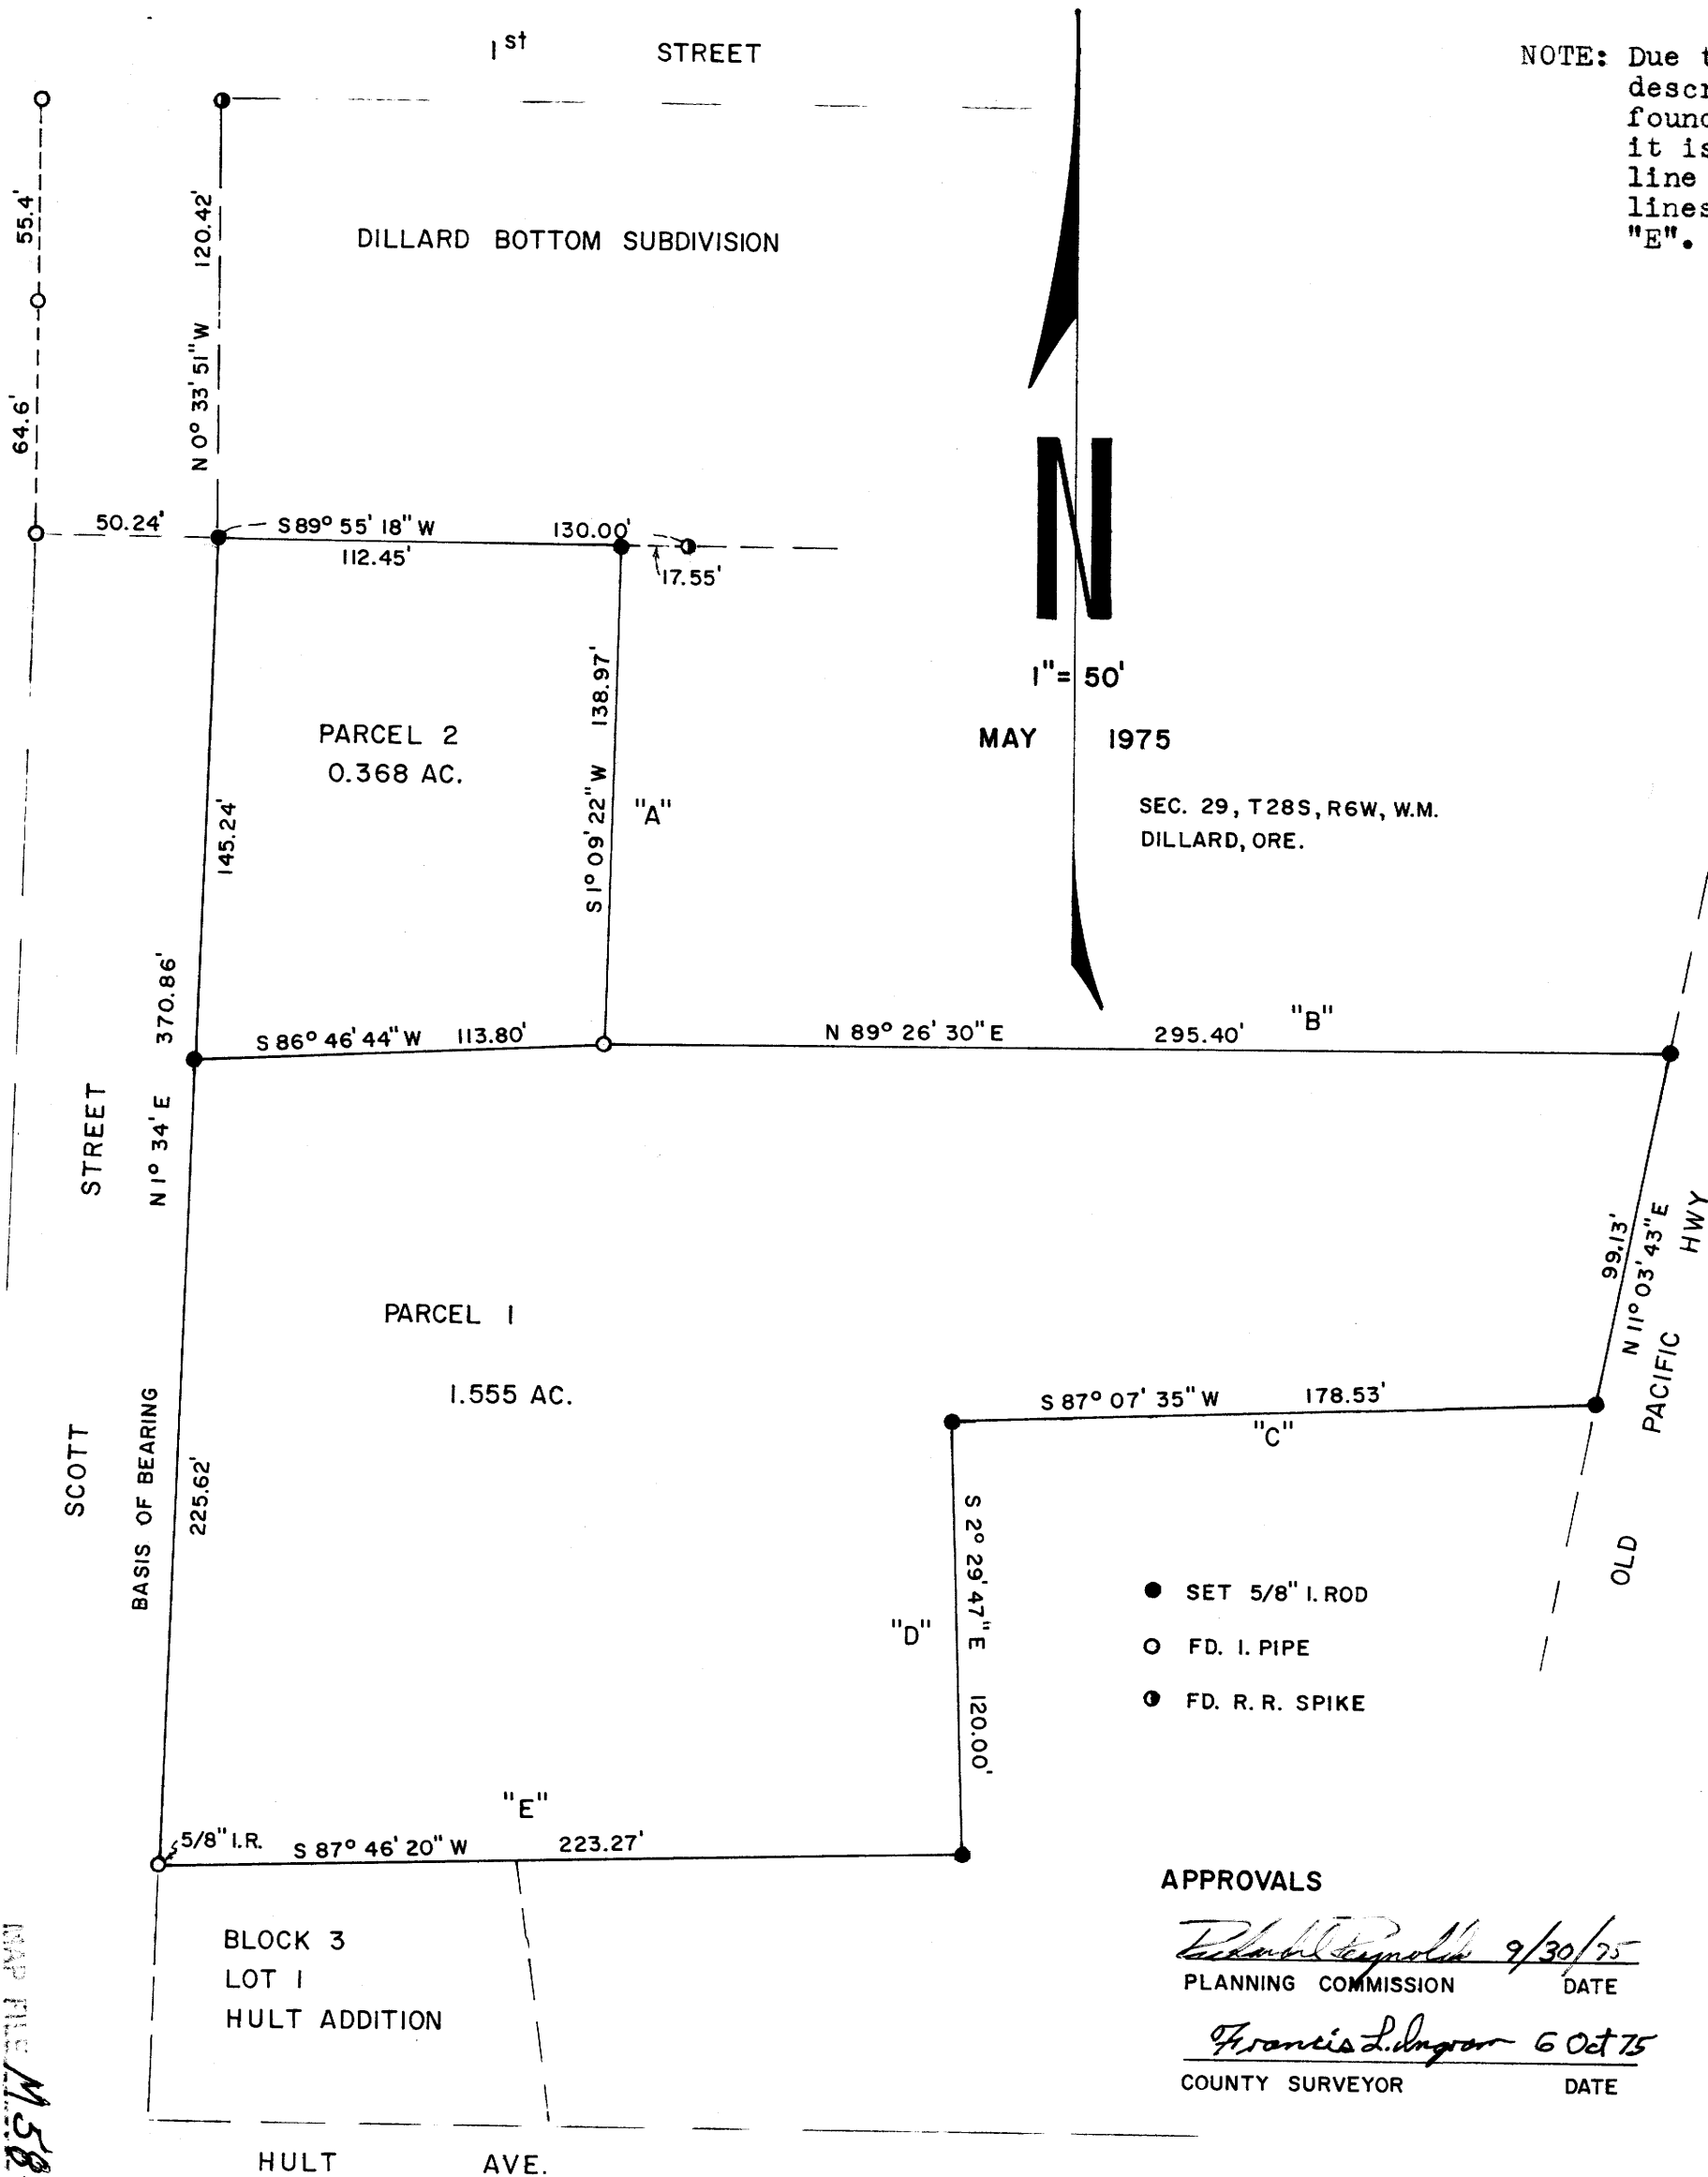 1st STREET
NOTE: Due t
descr
found
it is
line
lines
"E".
55.4'
64.6'
N 0° 33' 51" W 120.42'
DILLARD BOTTOM SUBDIVISION
50.24'
S 89° 55' 18" W 130.00'
112.45'
17.55'
N
1" = 50'
MAY 1975
SEC. 29, T28S, R6W, W.M.
DILLARD, ORE.
PARCEL 2
0.368 AC.
145.24'
S 1° 09' 22" W 138.97'
"A"
370.86'
N 1° 34' E
S 86° 46' 44" W 113.80'
N 89° 26' 30" E 295.40'
"B"
SCOTT STREET
BASIS OF BEARING
225.62'
PARCEL 1
1.555 AC.
99.13'
N 11° 03' 43" E
OLD PACIFIC HWY
S 87° 07' 35" W 178.53'
"C"
"D"
S 2° 29' 47" E 120.00'
SET 5/8" I. ROD
FD. I. PIPE
FD. R. R. SPIKE
"E"
5/8" I.R.
S 87° 46' 20" W 223.27'
BLOCK 3
LOT 1
HULT ADDITION
HULT AVE.
APPROVALS
9/30/75
PLANNING COMMISSION DATE
Francis L. Ingram 6 Oct 75
COUNTY SURVEYOR DATE
MAP FILE M 58